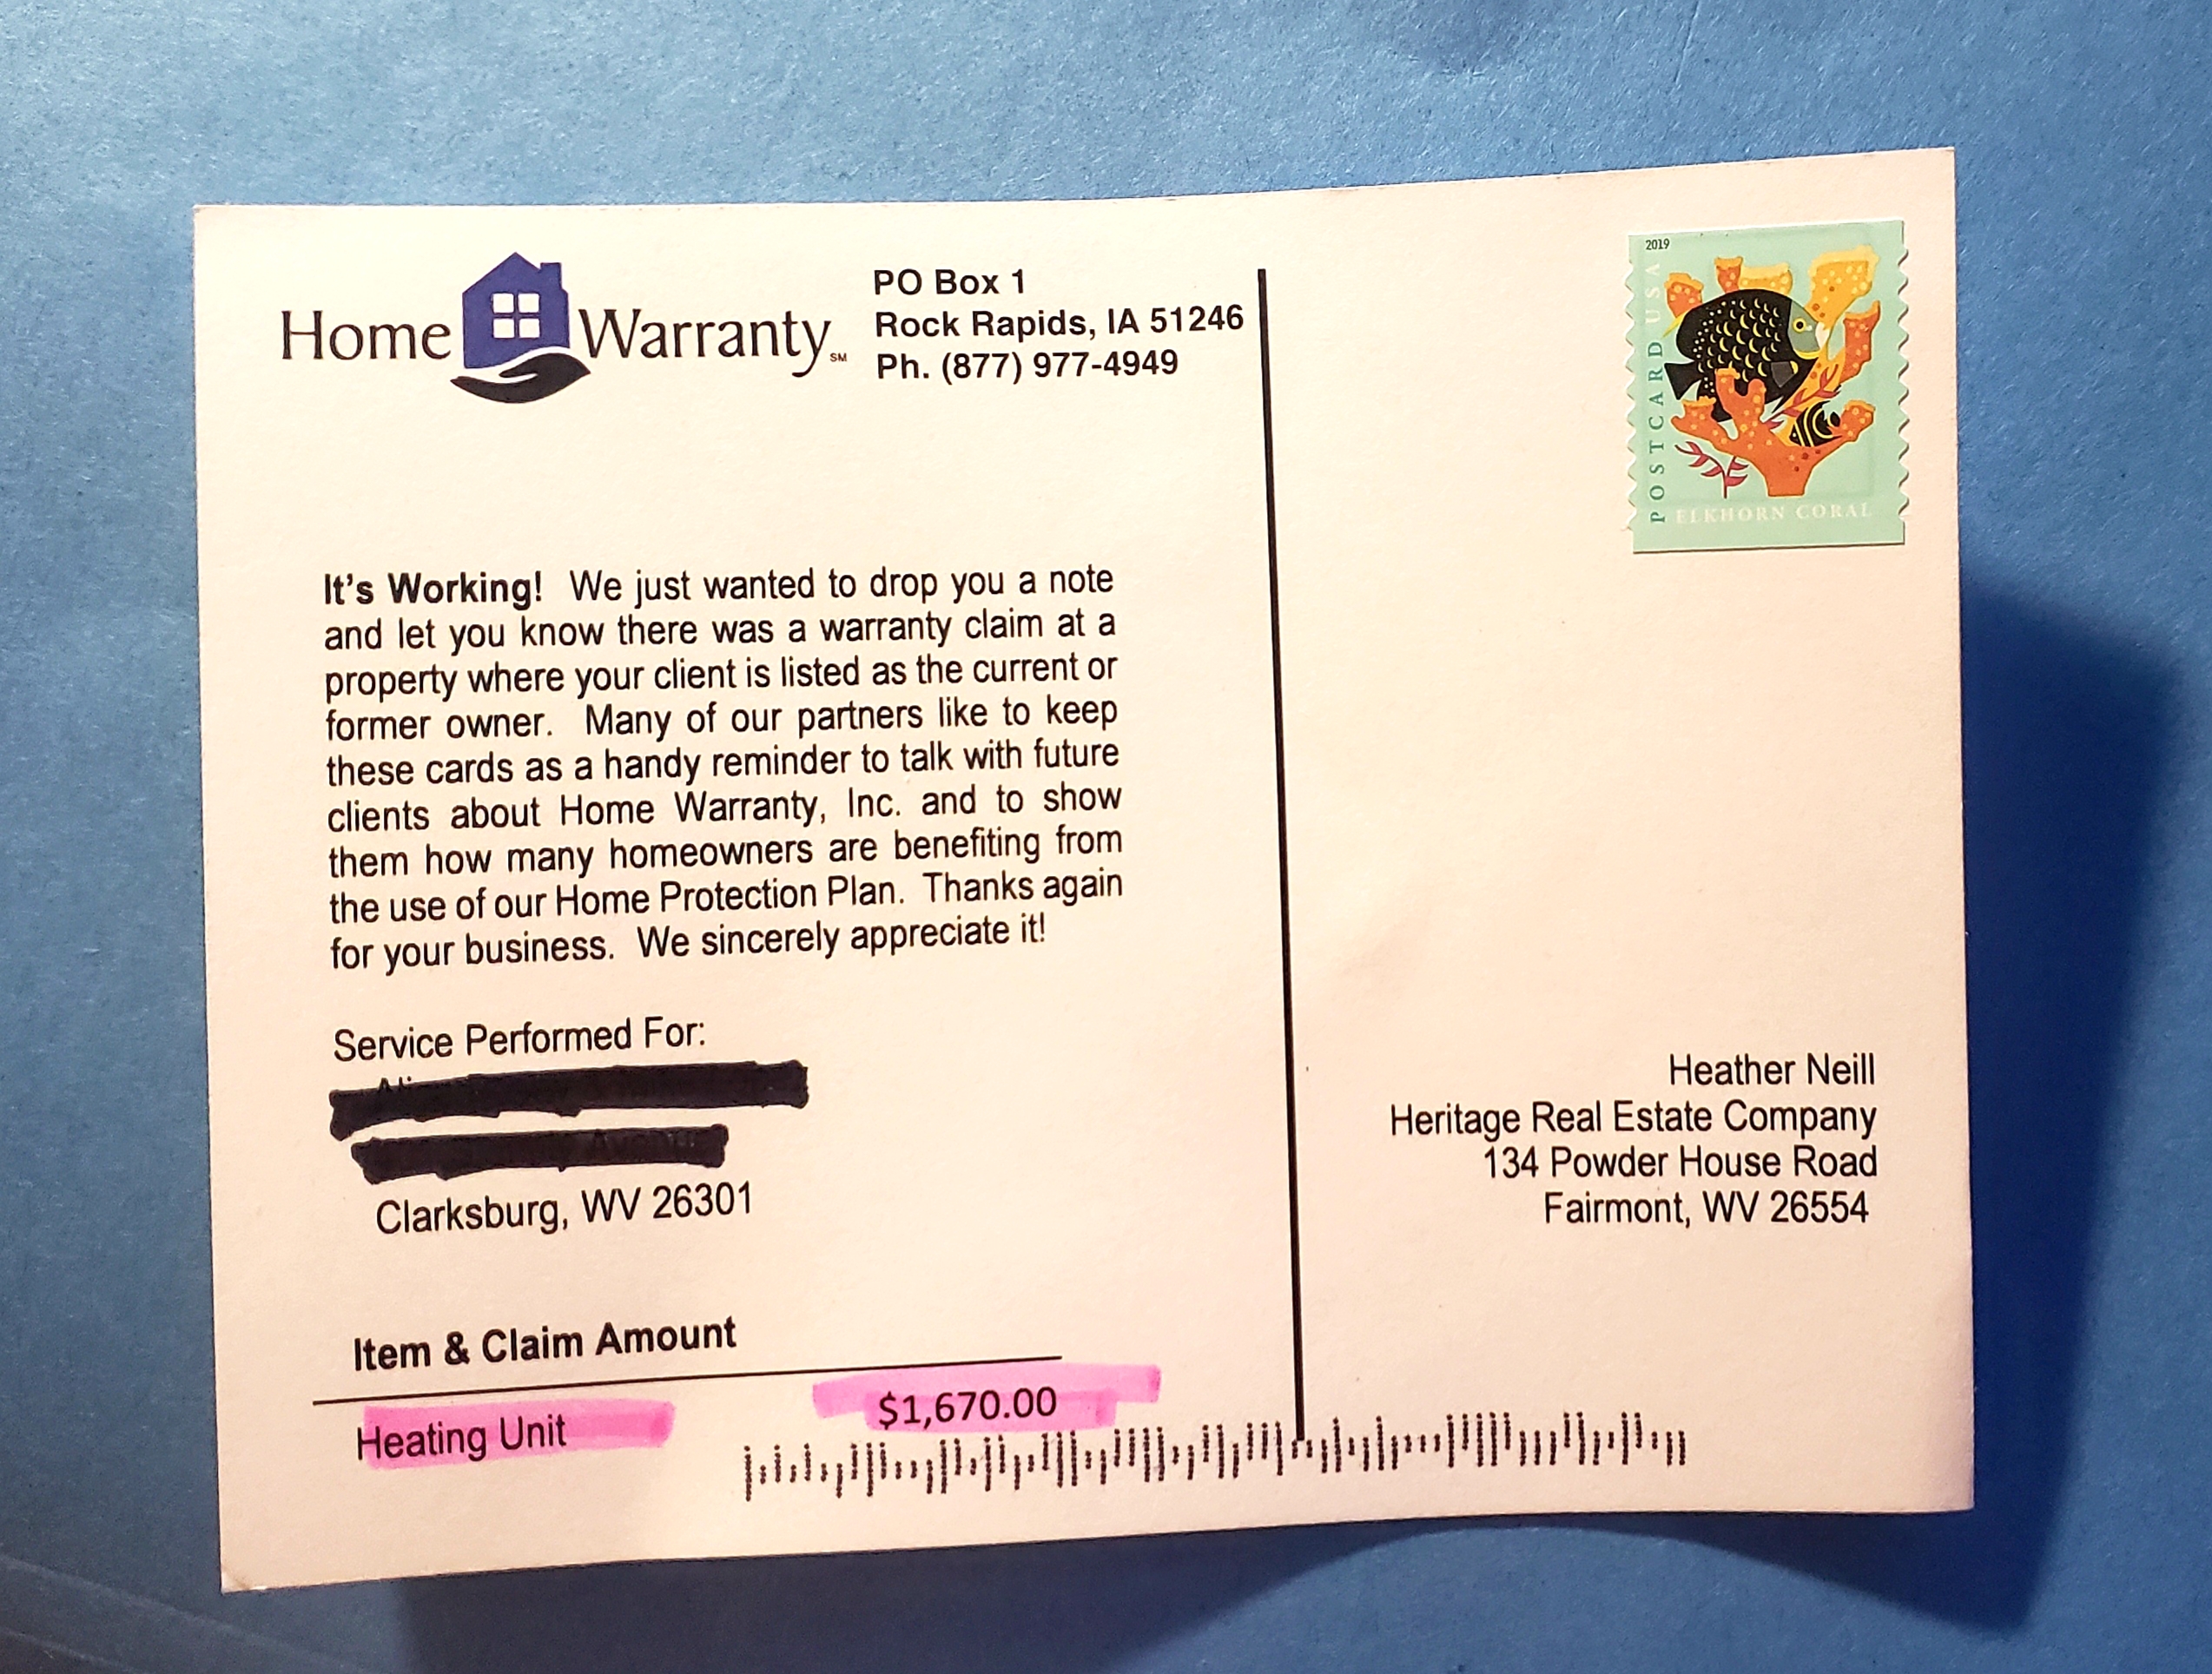 Home Warranty SM
PO Box 1
Rock Rapids, IA 51246
Ph. (877) 977-4949
2019
POSTCARD USA
ELKHORN CORAL
It's Working! We just wanted to drop you a note
and let you know there was a warranty claim at a
property where your client is listed as the current or
former owner. Many of our partners like to keep
these cards as a handy reminder to talk with future
clients about Home Warranty, Inc. and to show
them how many homeowners are benefiting from
the use of our Home Protection Plan. Thanks again
for your business. We sincerely appreciate it!
Service Performed For:
Clarksburg, WV 26301
Item & Claim Amount
Heating Unit $1,670.00
Heather Neill
Heritage Real Estate Company
134 Powder House Road
Fairmont, WV 26554